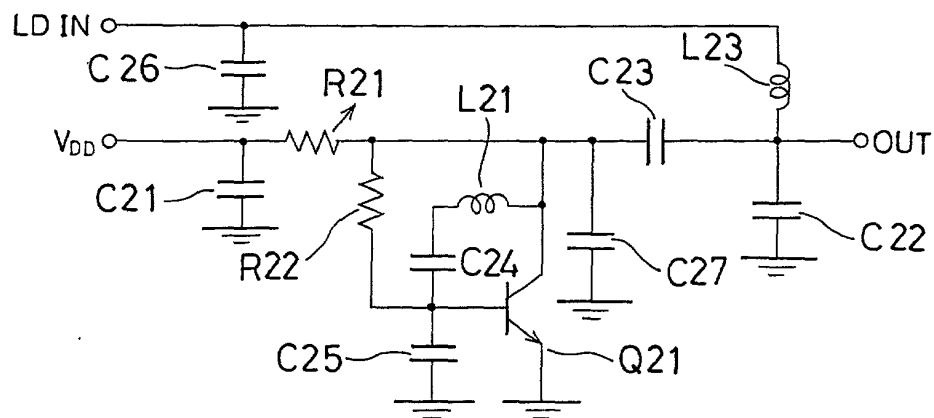 LD IN
C26
R21
L21
C23
L23
VDD
OUT
C21
R22
C24
C27
C22
C25
Q21